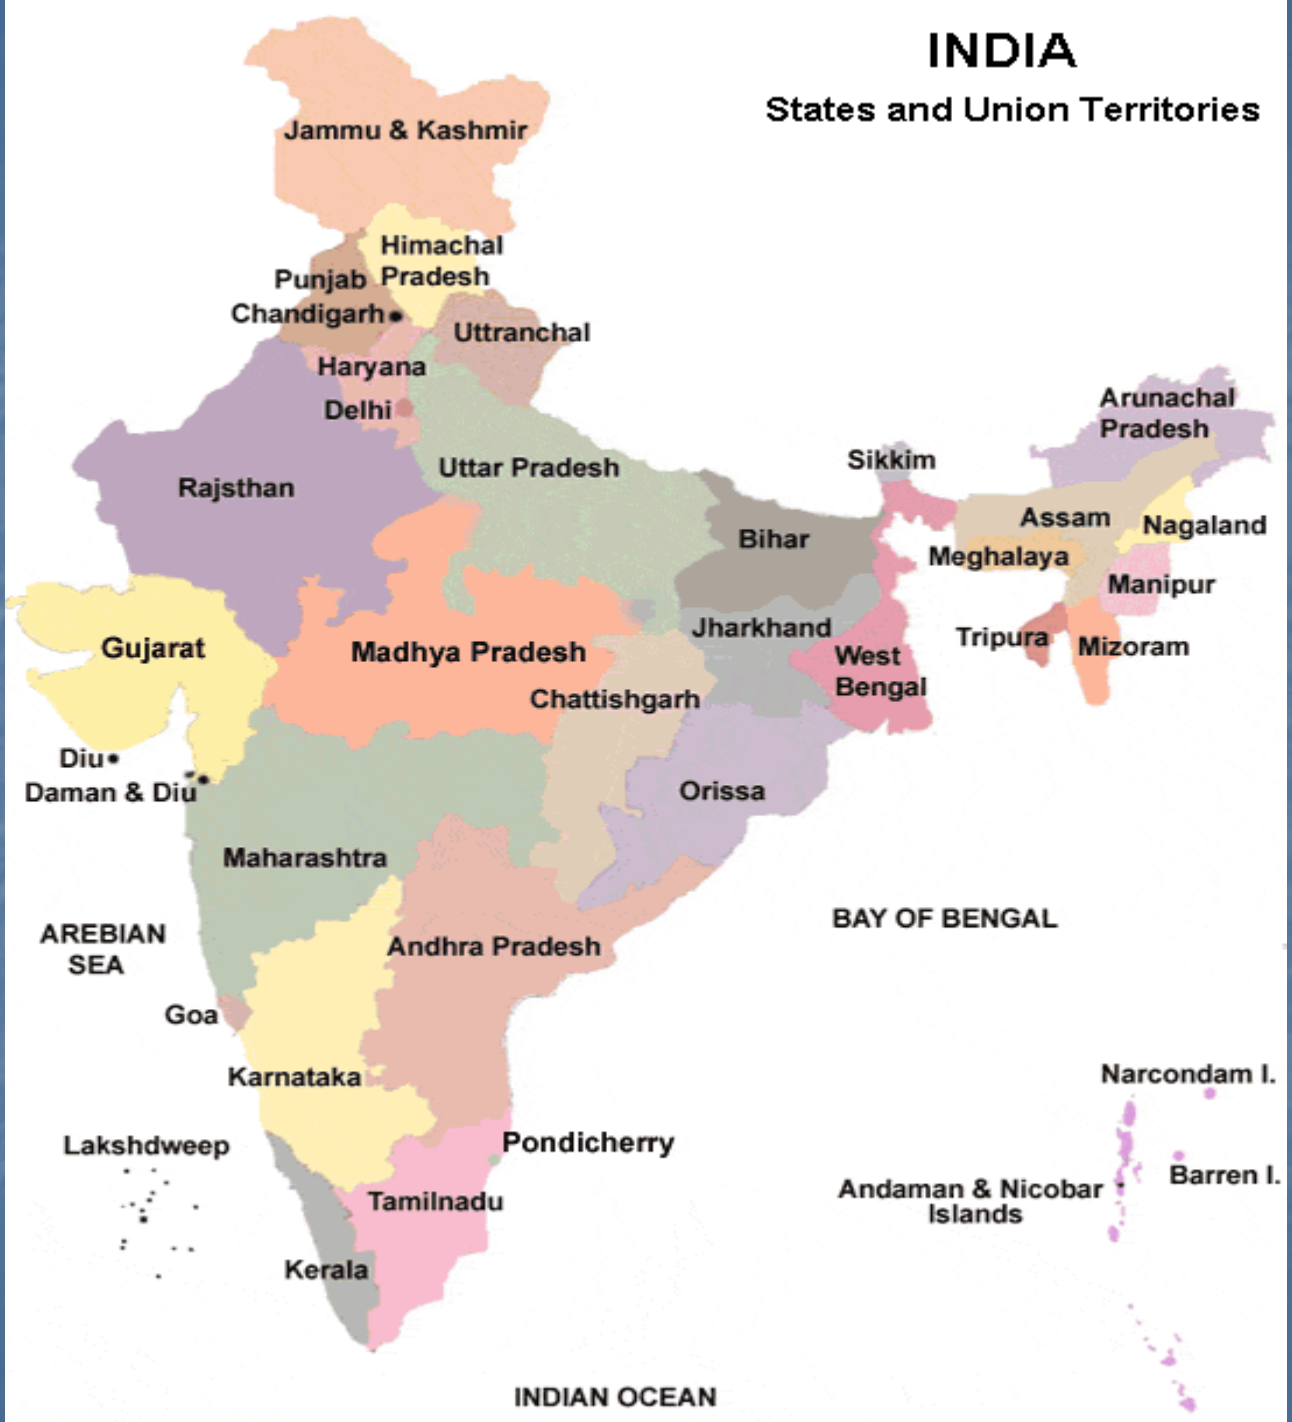 INDIA
States and Union Territories
Jammu & Kashmir
Himachal
Pradesh
Punjab
Chandigarh
Uttranchal
Haryana
Delhi
Arunachal
Pradesh
Sikkim
Uttar Pradesh
Rajsthan
Assam
Nagaland
Bihar
Meghalaya
Manipur
Jharkhand
Tripura
Mizoram
Gujarat
Madhya Pradesh
West
Bengal
Chattishgarh
Diu
Daman & Diu
Orissa
Maharashtra
BAY OF BENGAL
AREBIAN
SEA
Andhra Pradesh
Goa
Karnataka
Narcondam I.
Lakshdweep
Pondicherry
Barren I.
Andaman & Nicobar
Islands
Tamilnadu
Kerala
INDIAN OCEAN